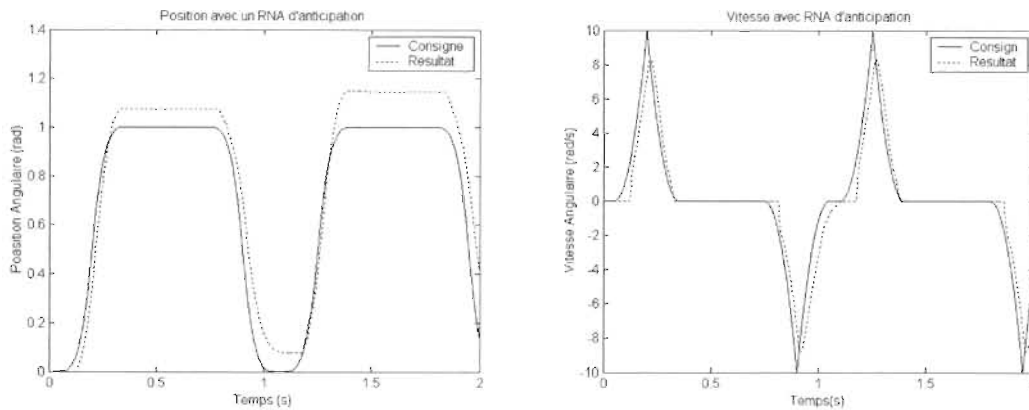 Position avec un RNA d'anticipation
1.4
1.2
1
0.8
0.6
0.4
0.2
0
Poasition Angulaire (rad)
0
0.5
1
1.5
2
Temps (s)
Consigne
Resultat
Vitesse avec RNA d'anticipation
10
8
6
4
2
0
-2
-4
-6
-8
-10
Vitesse Angulaire (rad/s)
0
0.5
1
1.5
Temps(s)
Consign
Resultat